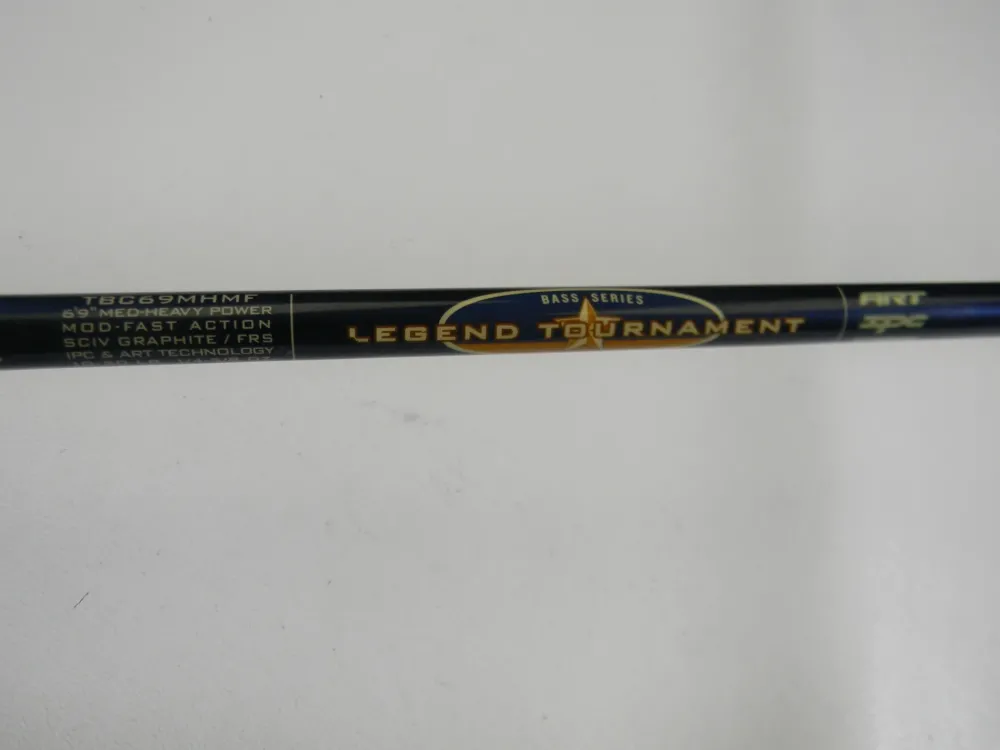 TBC69MHMF
6'9" MED-HEAVY POWER
MOD-FAST ACTION
SCIV GRAPHITE / FRS
IPC & ART TECHNOLOGY
BASS SERIES
LEGEND TOURNAMENT
ART
IPC